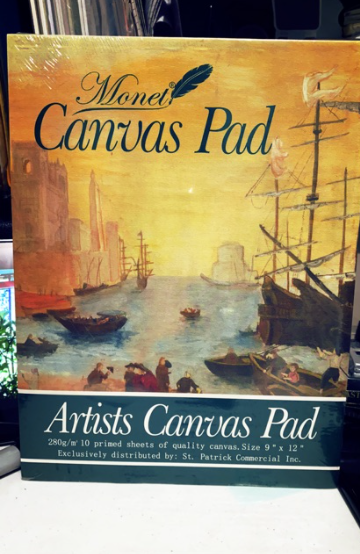 Monet®
Canvas Pad
Artists Canvas Pad
280g/m² 10 primed sheets of quality canvas. Size 9" x 12"
Exclusively distributed by: St. Patrick Commercial Inc.